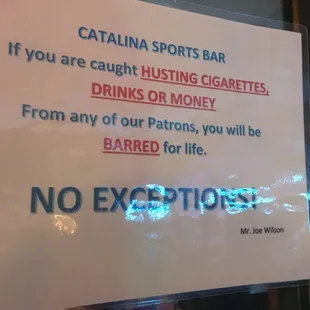 CATALINA SPORTS BAR
If you are caught HUSTING CIGARETTES,
DRINKS OR MONEY
From any of our Patrons, you will be
BARRED for life.
NO EXCEPTIONS!
Mr. Joe Wilson